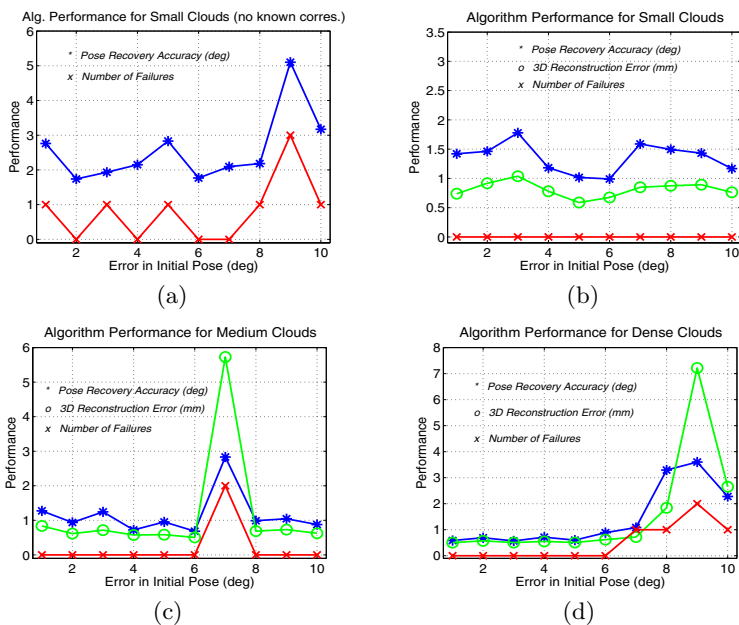 Alg. Performance for Small Clouds (no known corres.)
6
5
4
3
2
1
0
Performance
* Pose Recovery Accuracy (deg)
x Number of Failures
2 4 6 8 10
Error in Initial Pose (deg)
(a)
Algorithm Performance for Small Clouds
3.5
3
2.5
2
1.5
1
0.5
0
Performance
* Pose Recovery Accuracy (deg)
o 3D Reconstruction Error (mm)
x Number of Failures
2 4 6 8 10
Error in Initial Pose (deg)
(b)
Algorithm Performance for Medium Clouds
6
5
4
3
2
1
0
Performance
* Pose Recovery Accuracy (deg)
o 3D Reconstruction Error (mm)
x Number of Failures
2 4 6 8 10
Error in Initial Pose (deg)
(c)
Algorithm Performance for Dense Clouds
8
7
6
5
4
3
2
1
0
Performance
* Pose Recovery Accuracy (deg)
o 3D Reconstruction Error (mm)
x Number of Failures
2 4 6 8 10
Error in Initial Pose (deg)
(d)